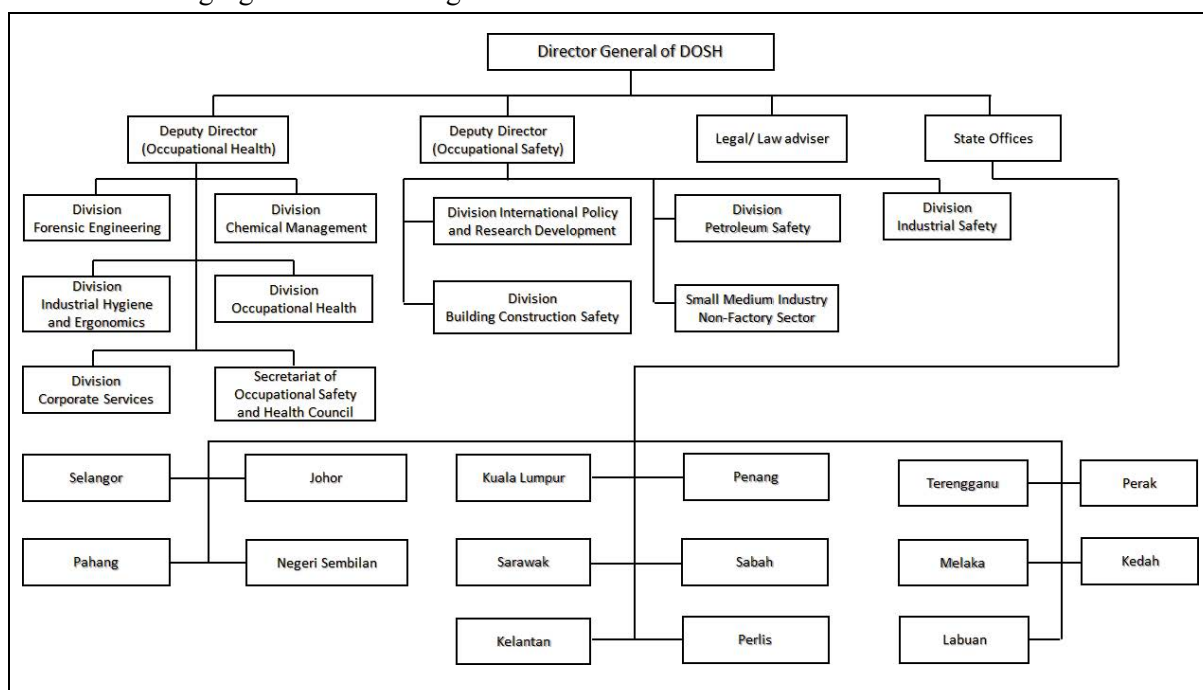 Director General of DOSH
Deputy Director
(Occupational Health)
Deputy Director
(Occupational Safety)
Legal/ Law adviser
State Offices
Division
Forensic Engineering
Division
Chemical Management
Division International Policy
and Research Development
Division
Petroleum Safety
Division
Industrial Safety
Division
Industrial Hygiene
and Ergonomics
Division
Occupational Health
Division
Building Construction Safety
Small Medium Industry
Non-Factory Sector
Division
Corporate Services
Secretariat of
Occupational Safety
and Health Council
Selangor
Johor
Kuala Lumpur
Penang
Terengganu
Perak
Pahang
Negeri Sembilan
Sarawak
Sabah
Melaka
Kedah
Kelantan
Perlis
Labuan